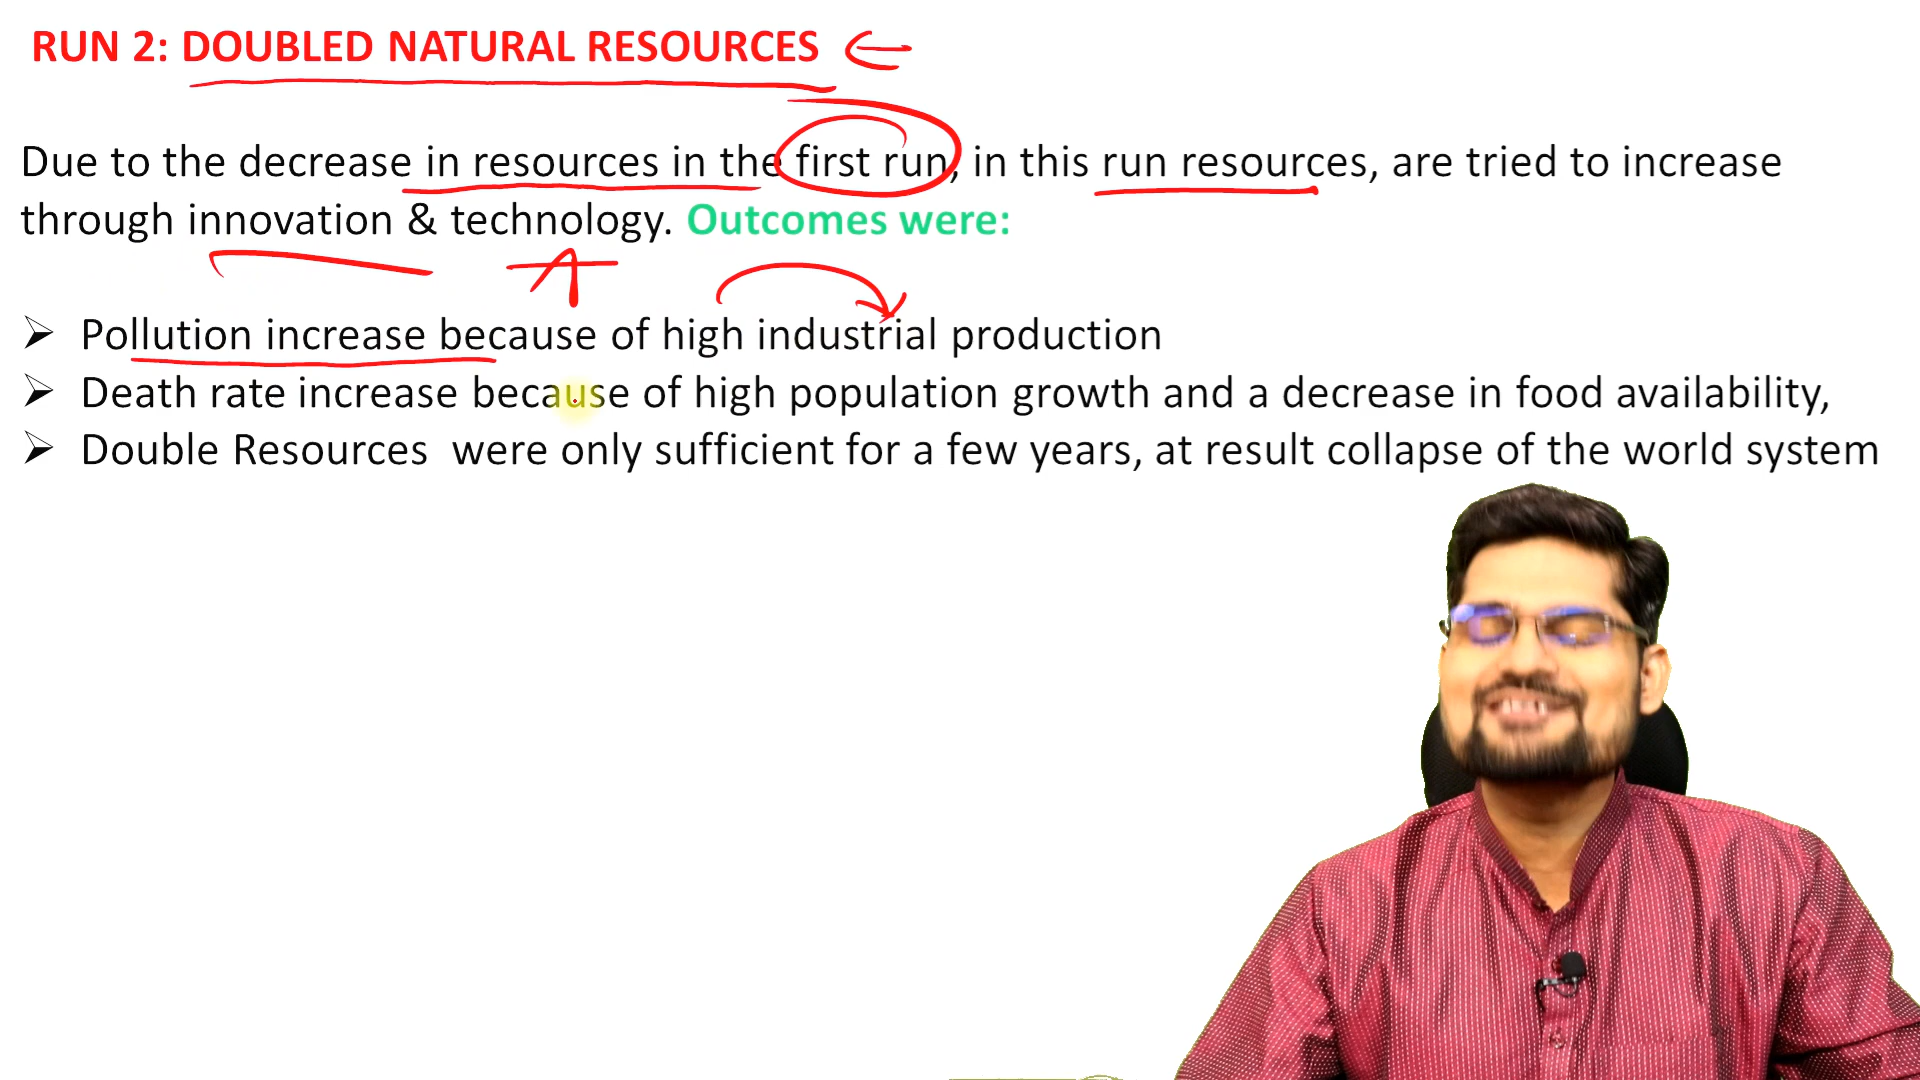 RUN 2: DOUBLED NATURAL RESOURCES
Due to the decrease in resources in the first run, in this run resources, are tried to increase
through innovation & technology. Outcomes were:
➢ Pollution increase because of high industrial production
➢ Death rate increase because of high population growth and a decrease in food availability,
➢ Double Resources were only sufficient for a few years, at result collapse of the world system